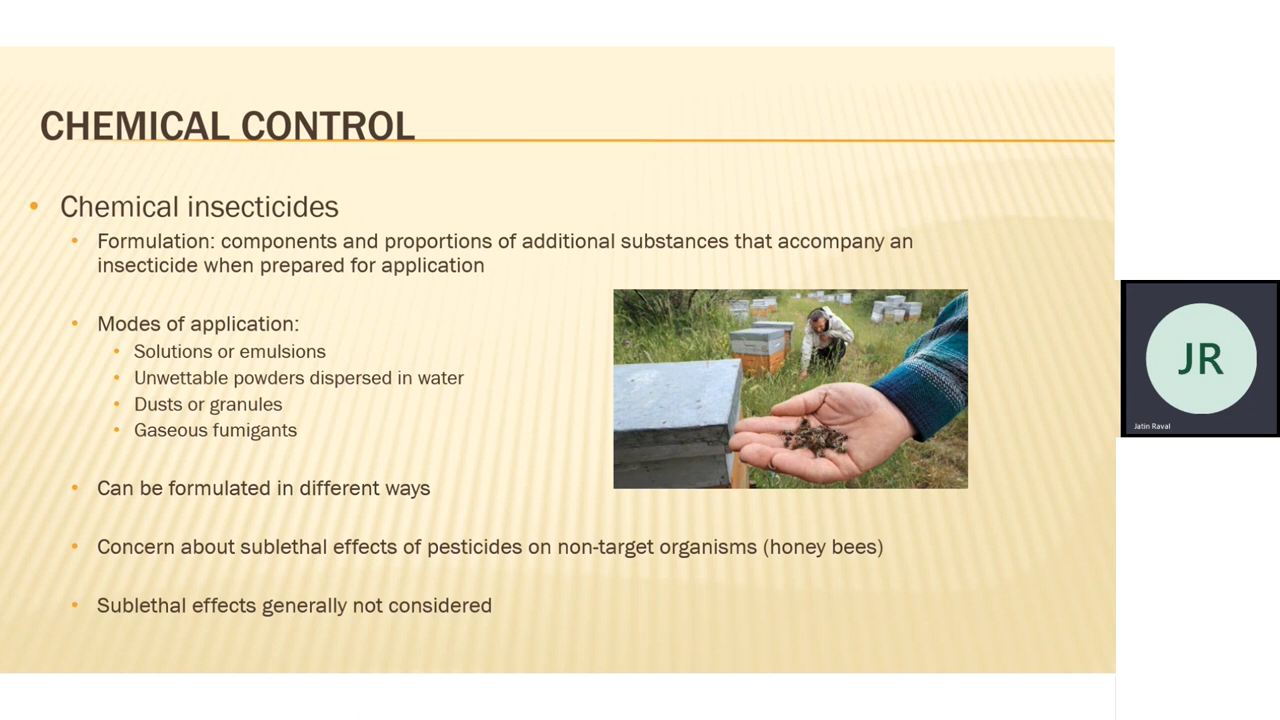 CHEMICAL CONTROL
• Chemical insecticides
• Formulation: components and proportions of additional substances that accompany an
insecticide when prepared for application
• Modes of application:
• Solutions or emulsions
• Unwettable powders dispersed in water
• Dusts or granules
• Gaseous fumigants
• Can be formulated in different ways
• Concern about sublethal effects of pesticides on non-target organisms (honey bees)
• Sublethal effects generally not considered
JR
Jatin Raval